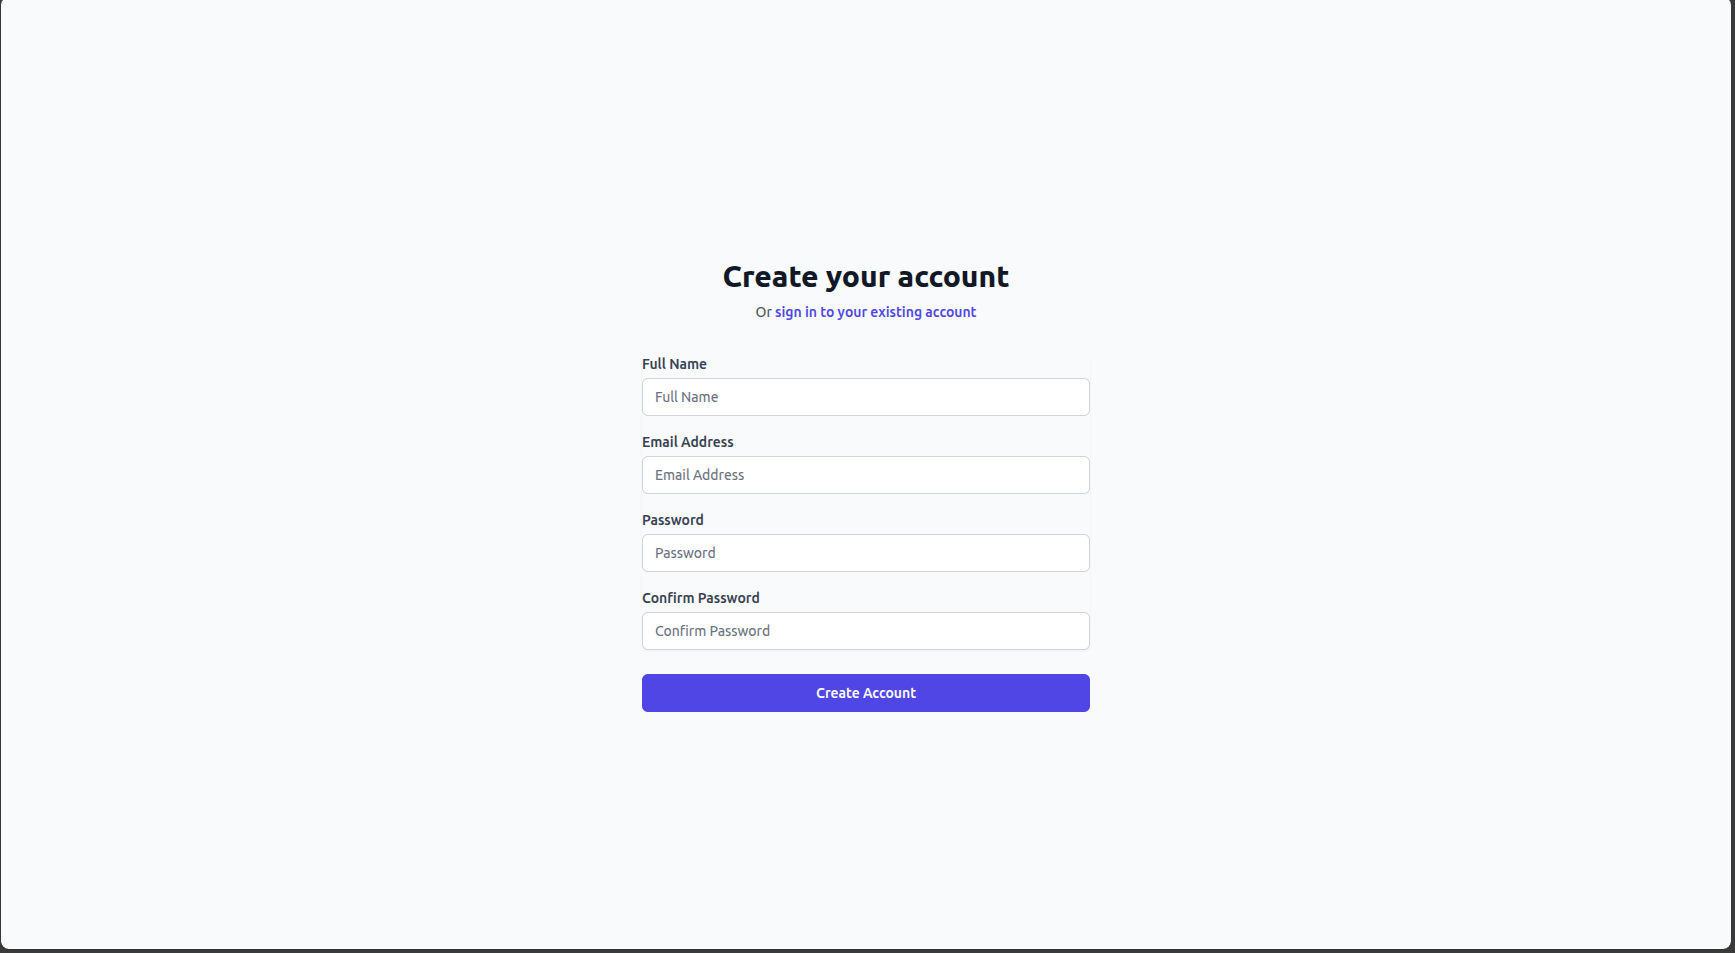 Create your account
Or sign in to your existing account
Full Name
Full Name
Email Address
Email Address
Password
Password
Confirm Password
Confirm Password
Create Account